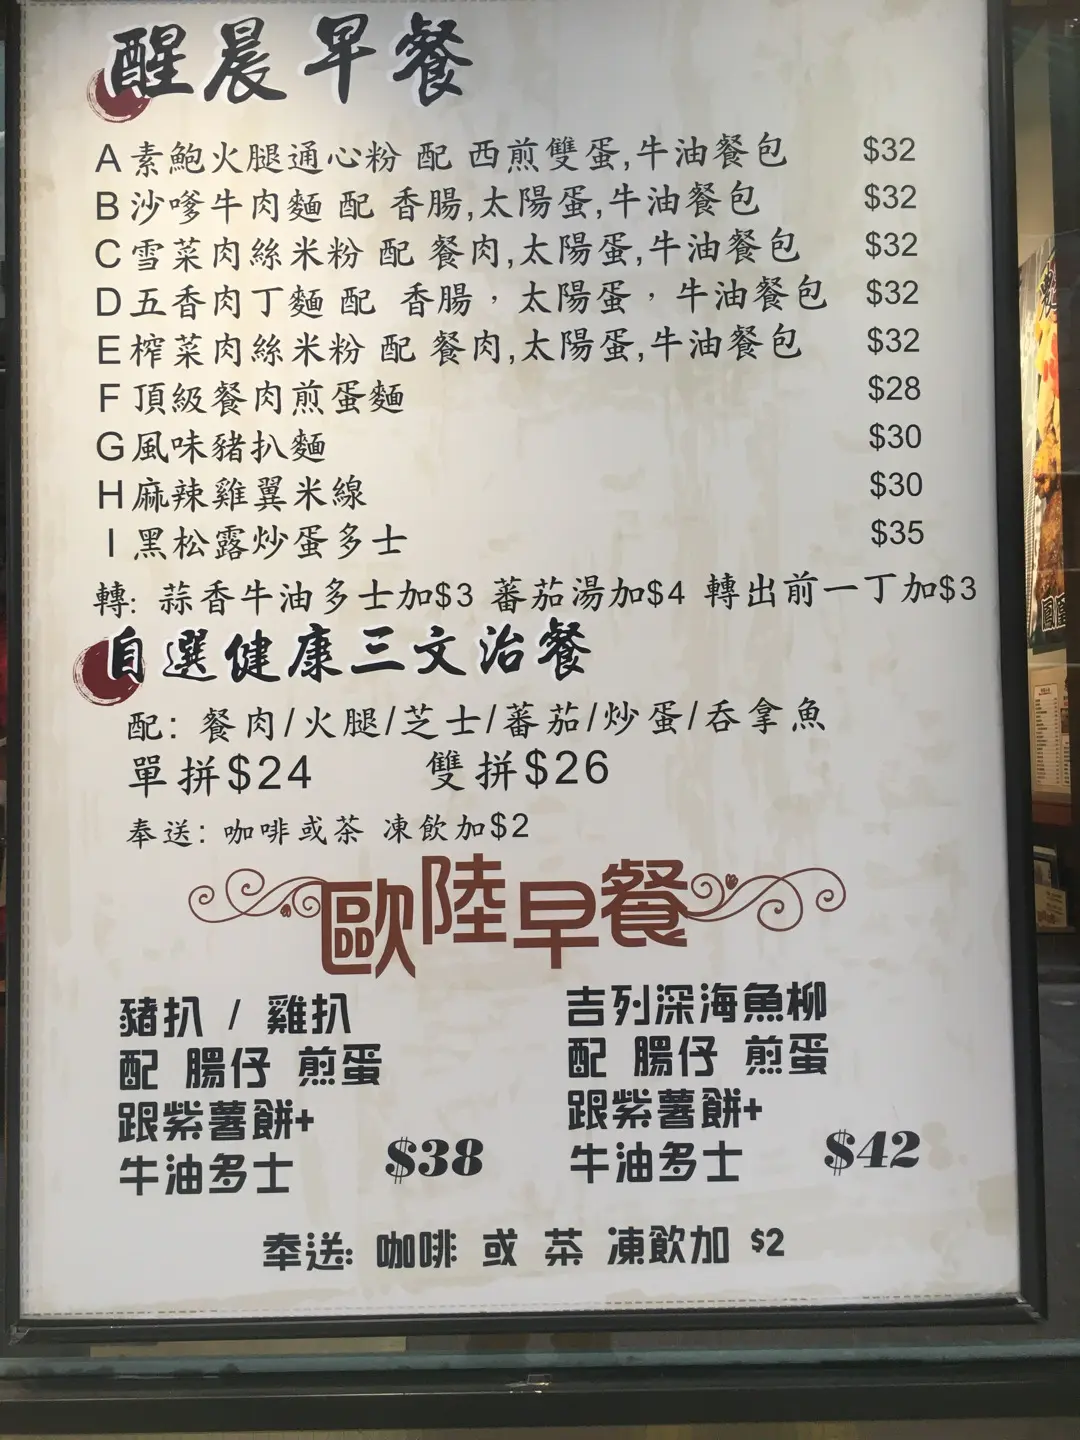 醒晨早餐
A 素鮑火腿通心粉 配 西煎雙蛋,牛油餐包 $32
B 沙嗲牛肉麵 配 香腸,太陽蛋,牛油餐包 $32
C 雪菜肉絲米粉 配 餐肉,太陽蛋,牛油餐包 $32
D 五香肉丁麵 配 香腸，太陽蛋，牛油餐包 $32
E 榨菜肉絲米粉 配 餐肉,太陽蛋,牛油餐包 $32
F 頂級餐肉煎蛋麵 $28
G 風味豬扒麵 $30
H 麻辣雞翼米線 $30
I 黑松露炒蛋多士 $35
轉: 蒜香牛油多士加$3 蕃茄湯加$4 轉出前一丁加$3
自選健康三文治餐
配: 餐肉/火腿/芝士/蕃茄/炒蛋/吞拿魚
單拼$24 雙拼$26
奉送: 咖啡或茶 凍飲加$2
歐陸早餐
豬扒 / 雞扒
配 腸仔 煎蛋
跟紫薯餅+
牛油多士 $38
吉列深海魚柳
配 腸仔 煎蛋
跟紫薯餅+
牛油多士 $42
奉送: 咖啡 或 茶 凍飲加 $2